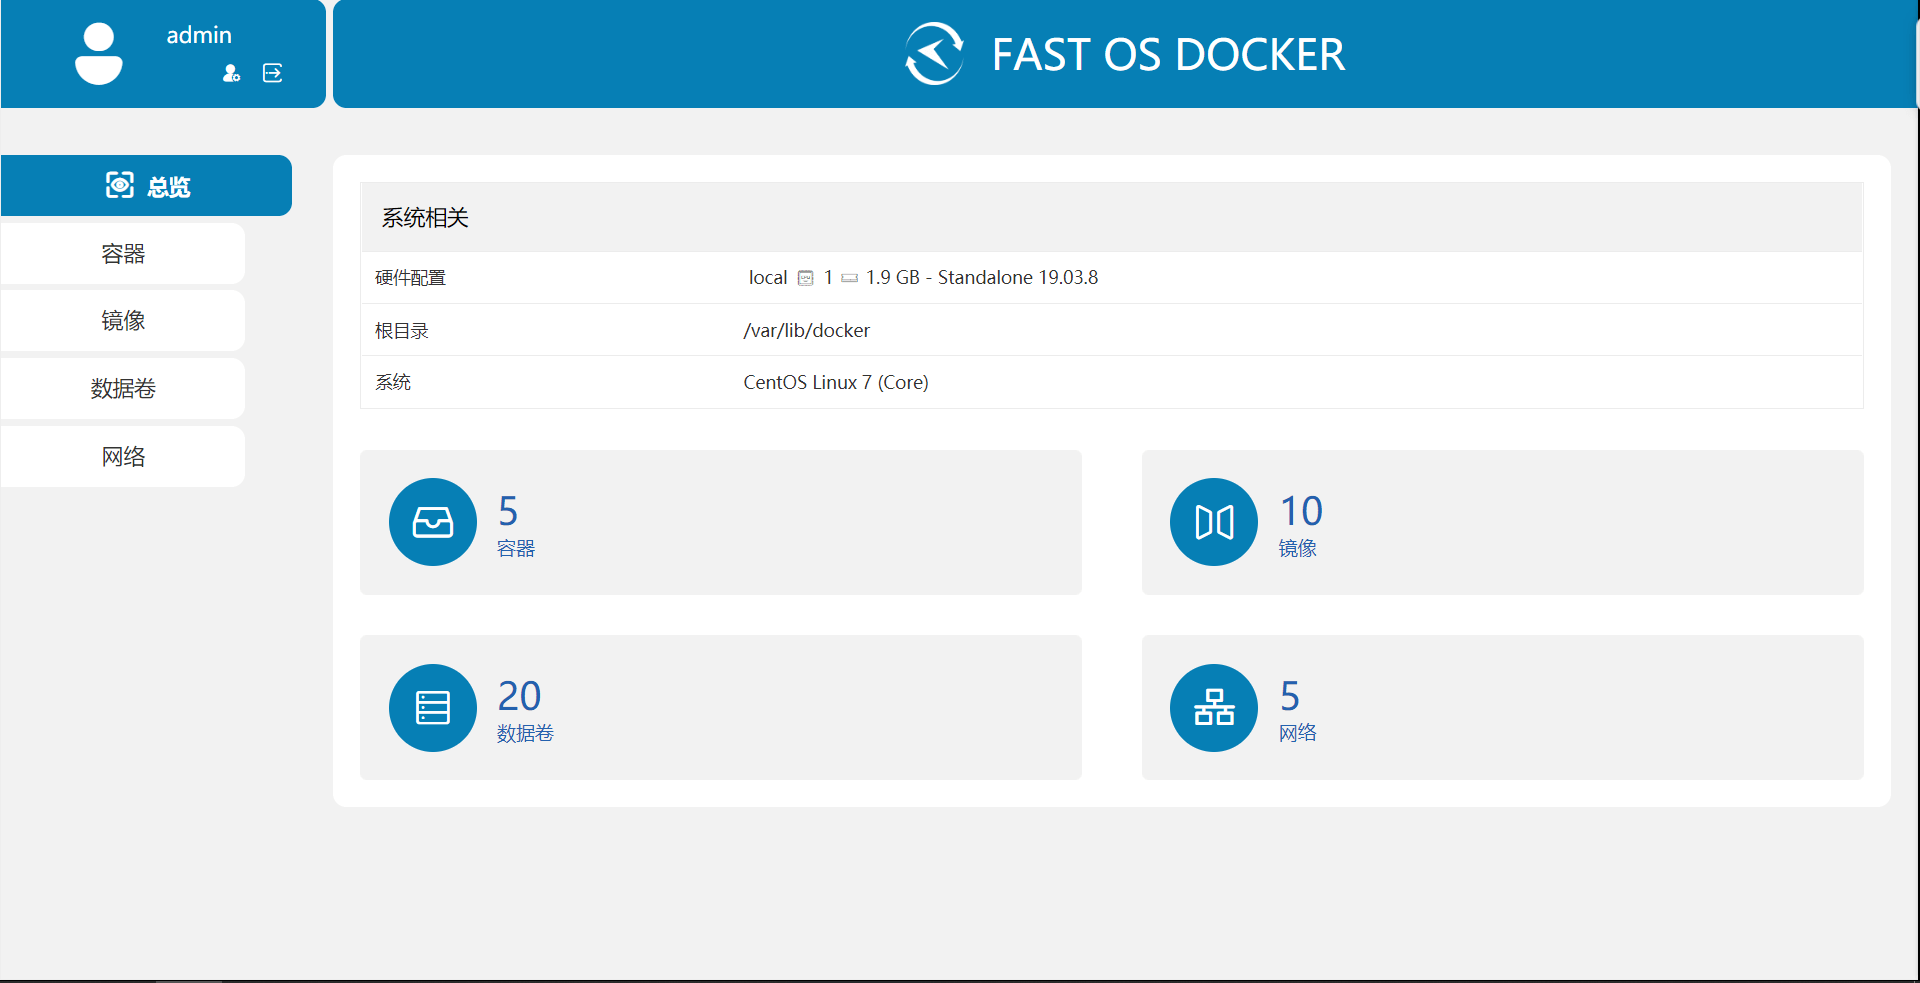 admin
FAST OS DOCKER
总览
容器
镜像
数据卷
网络
系统相关
硬件配置 local 1 1.9 GB - Standalone 19.03.8
根目录 /var/lib/docker
系统 CentOS Linux 7 (Core)
5
容器
10
镜像
20
数据卷
5
网络